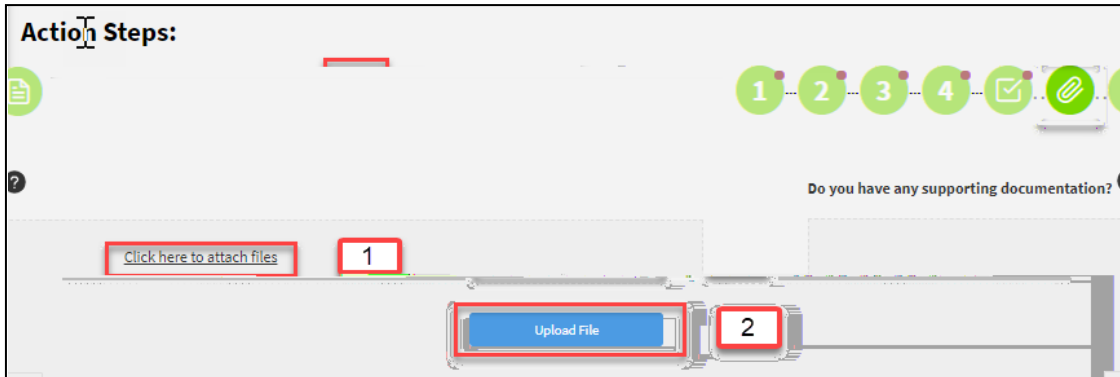 Action Steps:
1 2 3 4
?
Do you have any supporting documentation?
Click here to attach files
1
Upload File
2